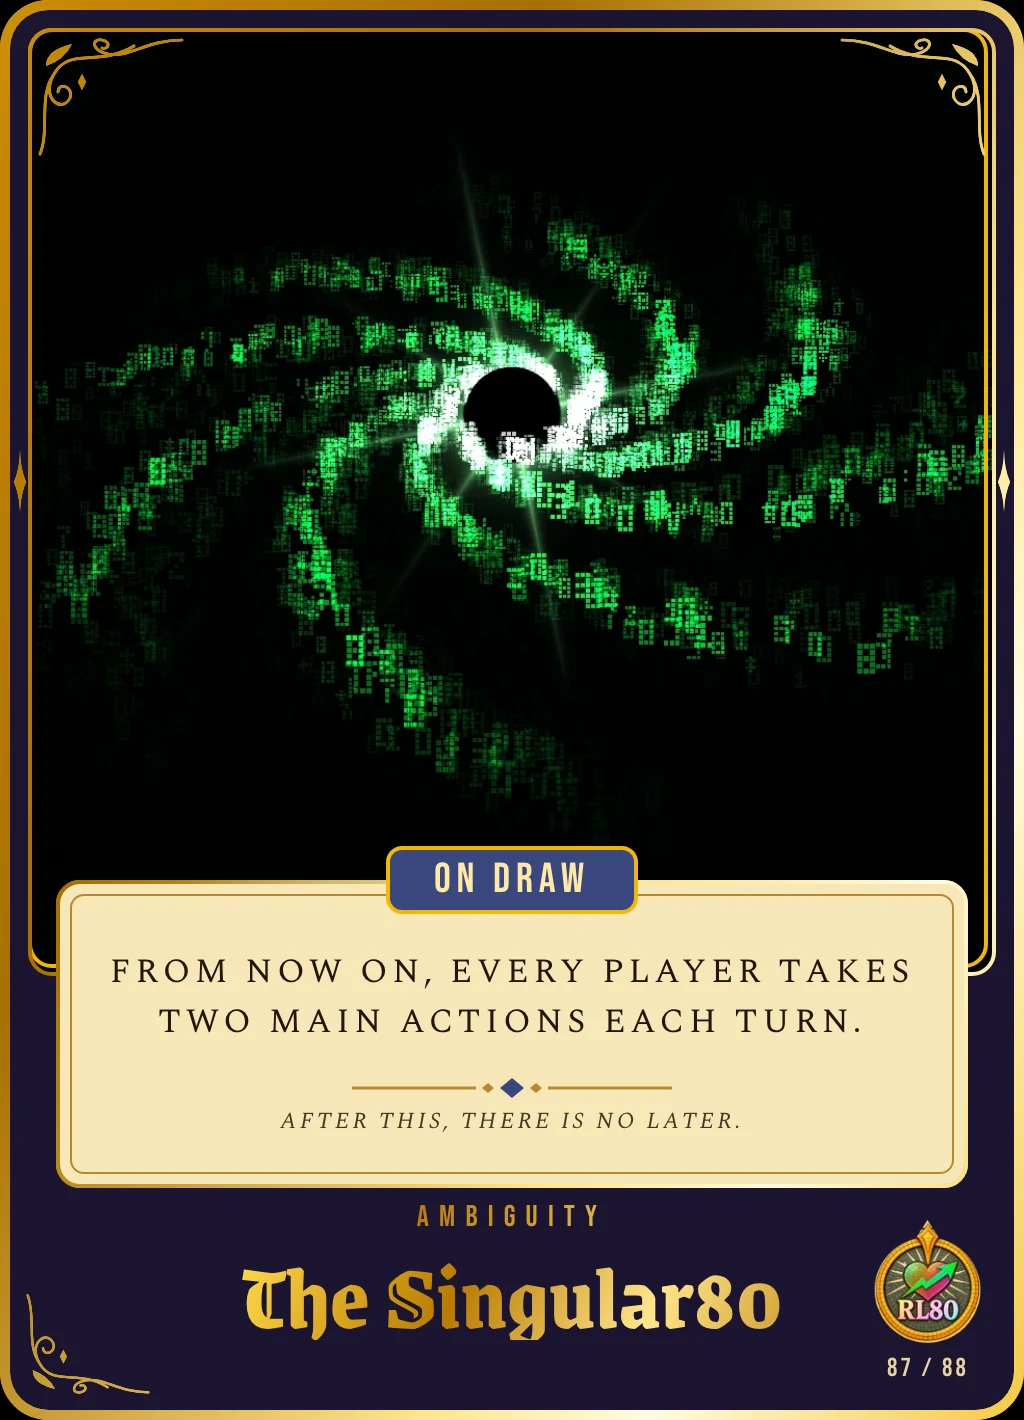 ON DRAW
FROM NOW ON, EVERY PLAYER TAKES
TWO MAIN ACTIONS EACH TURN.
AFTER THIS, THERE IS NO LATER.
AMBIGUITY
The Singular80
RL80
87 / 88